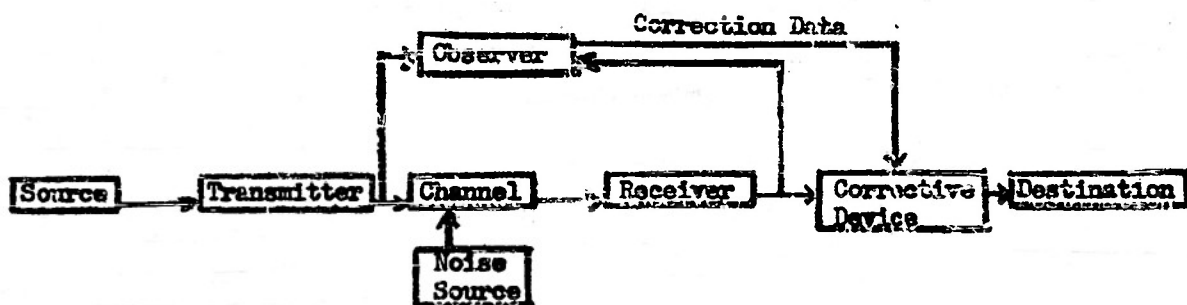 Correction Data
Observer
Source
Transmitter
Channel
Receiver
Corrective
Device
Destination
Noise
Source